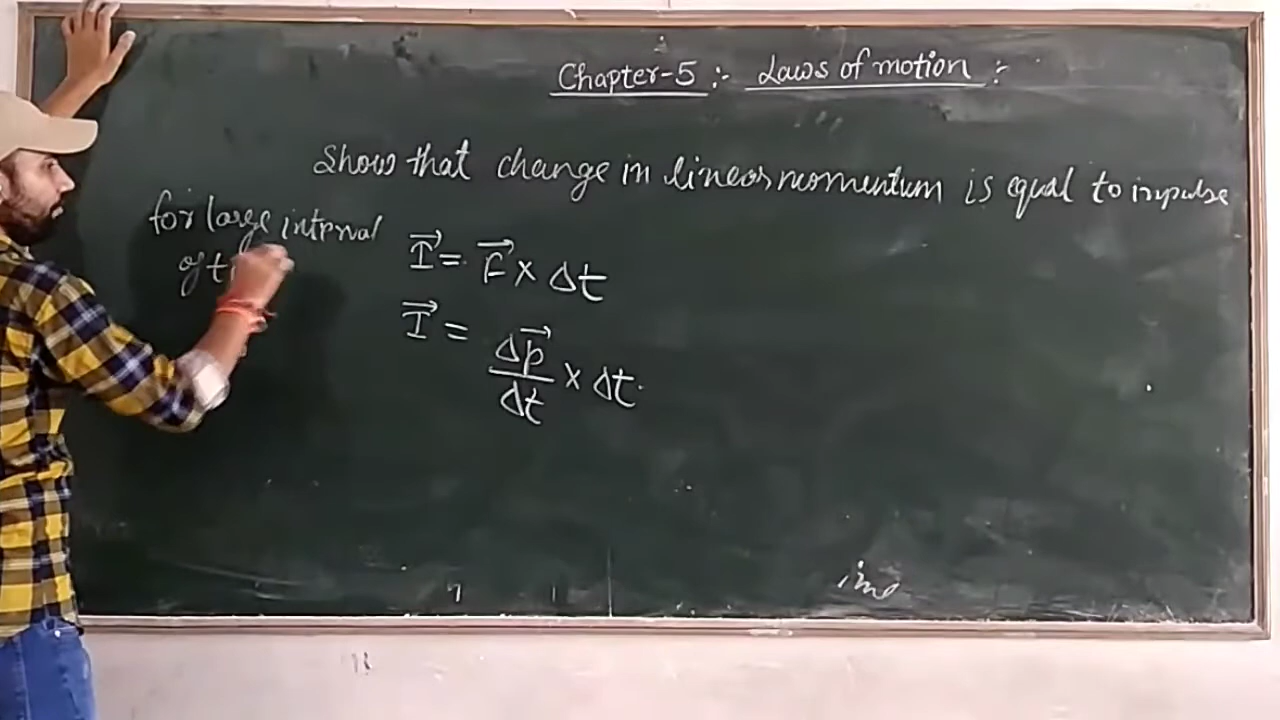 Chapter-5 :- Laws of motion :-
Show that change in linear momentum is equal to impulse
for large interval
of t
I⃗ = F⃗ × Δt
I⃗ = Δp⃗/Δt × Δt